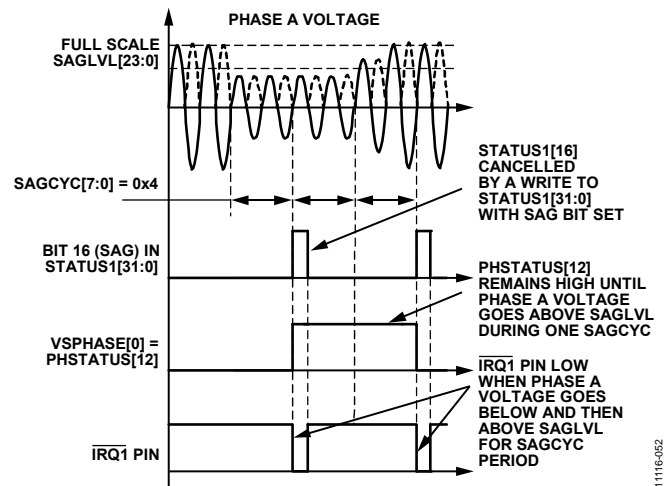 PHASE A VOLTAGE
FULL SCALE
SAGLVL[23:0]
STATUS1[16]
CANCELLED
BY A WRITE TO
STATUS1[31:0]
WITH SAG BIT SET
SAGCYC[7:0] = 0x4
BIT 16 (SAG) IN
STATUS1[31:0]
PHSTATUS[12]
REMAINS HIGH UNTIL
PHASE A VOLTAGE
GOES ABOVE SAGLVL
DURING ONE SAGCYC
VSPHASE[0] =
PHSTATUS[12]
IRQ1 PIN LOW
WHEN PHASE A
VOLTAGE GOES
BELOW AND THEN
ABOVE SAGLVL
FOR SAGCYC
PERIOD
IRQ1 PIN
11116-052